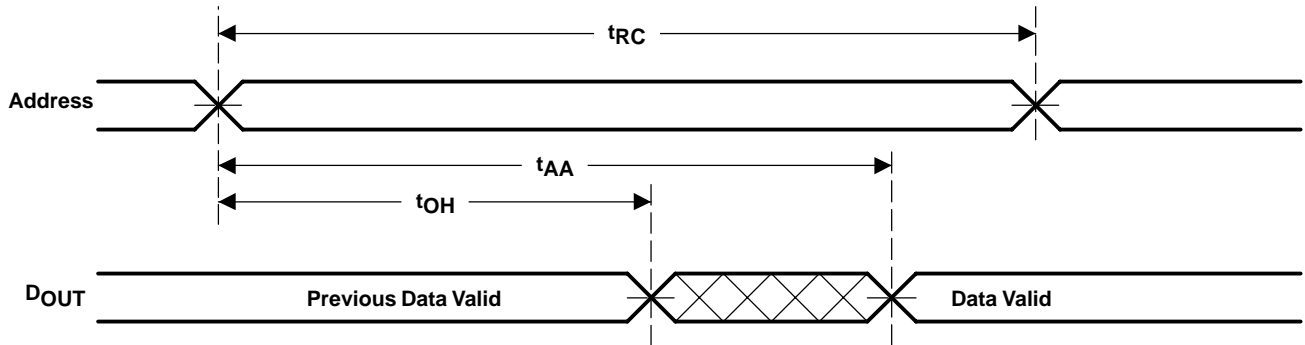 tRC
Address
tAA
tOH
DOUT
Previous Data Valid
Data Valid